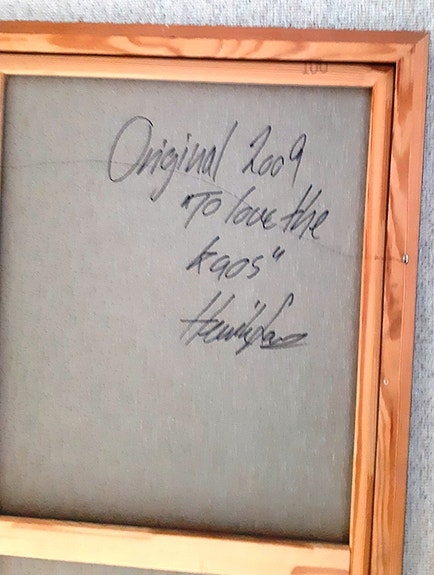 100
Original 2009
"To love the
kaos"